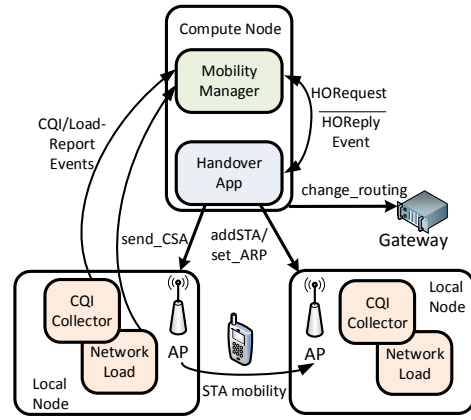 Compute Node
Mobility
Manager
HORequest
HOReply
Event
CQI/Load-
Report
Events
Handover
App
change_routing
send_CSA
addSTA/
set_ARP
Gateway
CQI
Collector
Network
Load
AP
Local
Node
STA mobility
AP
CQI
Collector
Network
Load
Local
Node